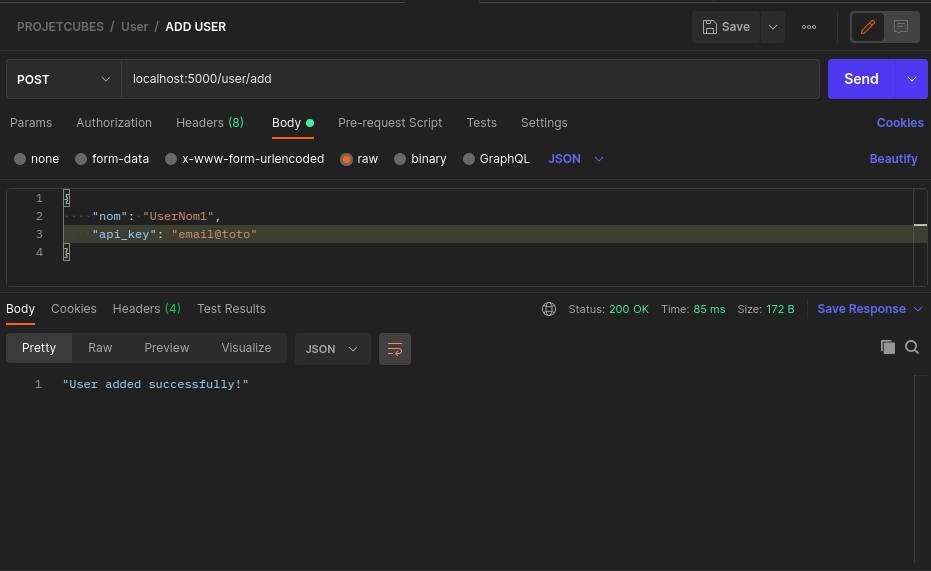 PROJETCUBES / User / ADD USER Save ooo
POST localhost:5000/user/add Send
Params Authorization Headers (8) Body Pre-request Script Tests Settings Cookies
none form-data x-www-form-urlencoded raw binary GraphQL JSON Beautify
1 {
2 "nom": "UserNom1",
3 "api_key": "email@toto"
4 }
Body Cookies Headers (4) Test Results Status: 200 OK Time: 85 ms Size: 172 B Save Response
Pretty Raw Preview Visualize JSON
1 "User added successfully!"